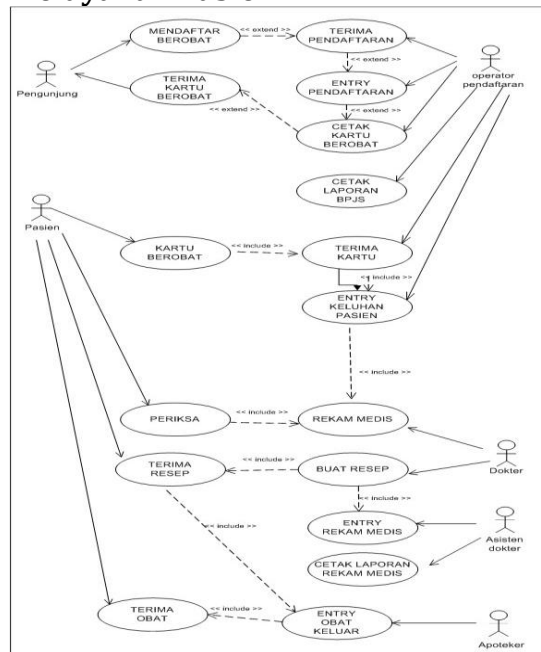 MENDAFTAR
BEROBAT
<< extend >>
TERIMA
PENDAFTARAN
<< extend >>
Pengunjung
TERIMA
KARTU
BEROBAT
ENTRY
PENDAFTARAN
operator
pendaftaran
<< extend >>
<< extend >>
CETAK
KARTU
BEROBAT
CETAK
LAPORAN
BPJS
Pasien
KARTU
BEROBAT
<< include >>
TERIMA
KARTU
<< include >>
ENTRY
KELUHAN
PASIEN
<< include >>
PERIKSA
<< include >>
REKAM MEDIS
TERIMA
RESEP
<< include >>
BUAT RESEP
Dokter
<< include >>
<< include >>
ENTRY
REKAM MEDIS
Asisten
dokter
CETAK LAPORAN
REKAM MEDIS
TERIMA
OBAT
<< include >>
ENTRY
OBAT
KELUAR
Apoteker